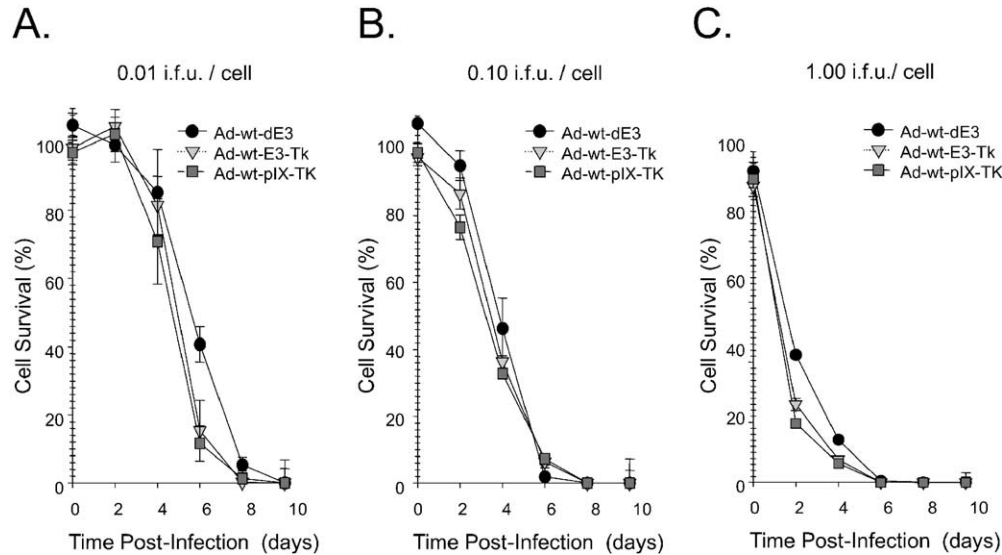 A.
0.01 i.f.u./ cell
Ad-wt-dE3
Ad-wt-E3-Tk
Ad-wt-pIX-TK
Cell Survival (%)
100
80
60
40
20
0
0 2 4 6 8 10
Time Post-Infection (days)
B.
0.10 i.f.u./ cell
Ad-wt-dE3
Ad-wt-E3-Tk
Ad-wt-pIX-TK
Cell Survival (%)
100
80
60
40
20
0
0 2 4 6 8 10
Time Post-Infection (days)
C.
1.00 i.f.u./ cell
Ad-wt-dE3
Ad-wt-E3-Tk
Ad-wt-pIX-TK
Cell Survival (%)
100
80
60
40
20
0
0 2 4 6 8 10
Time Post-Infection (days)